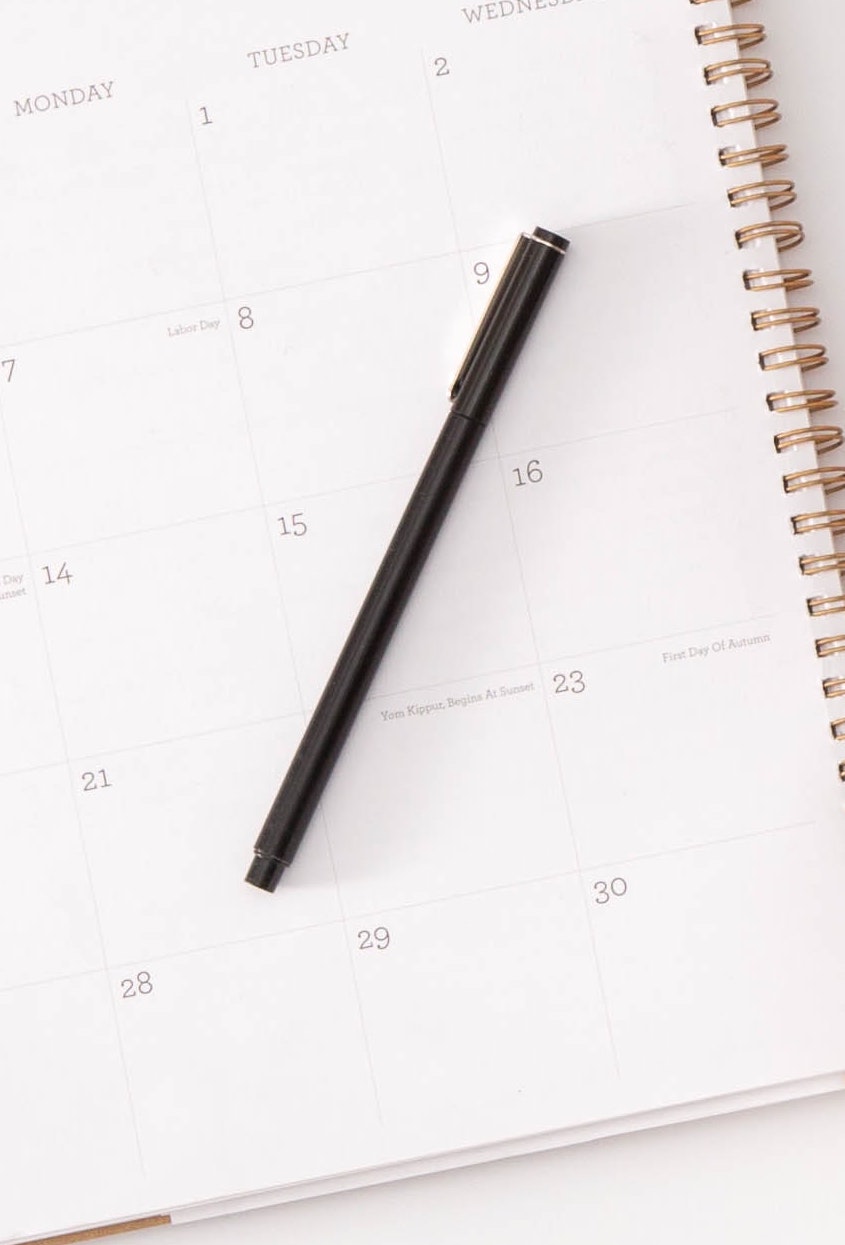 MONDAY TUESDAY WEDNESDA
1 2
7 Labor Day 8 9
Day
unset
14 15 16
21 Yom Kippur, Begins At Sunset 23 First Day Of Autumn
28 29 30